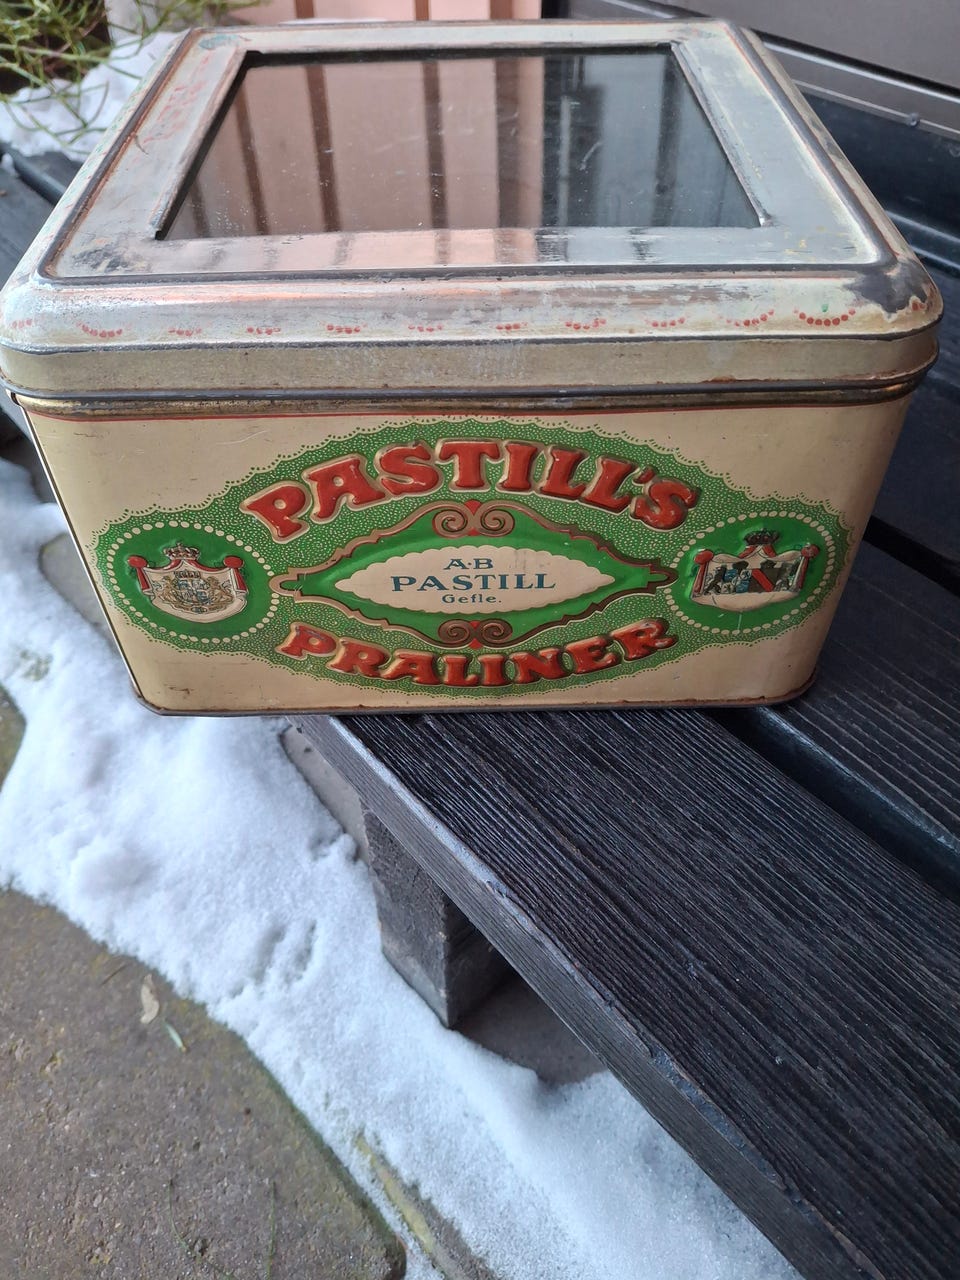 PASTILL'S
A·B
PASTILL
Gefle.
PRALINER